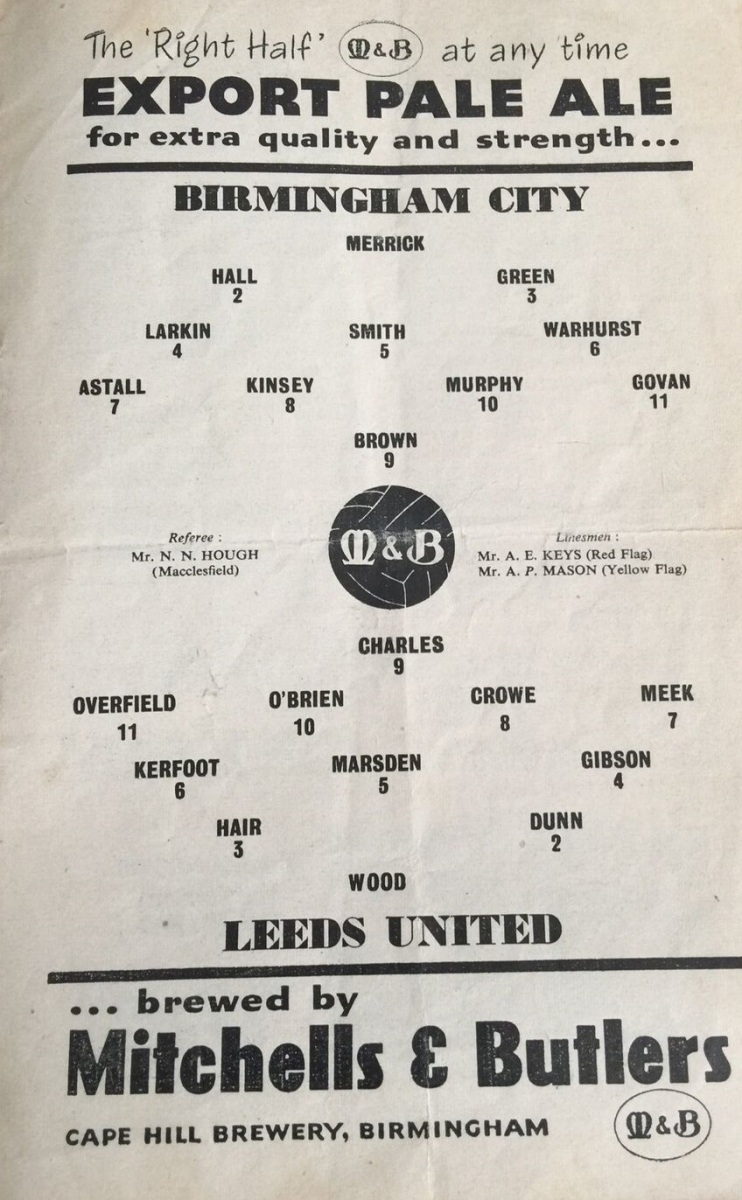 The 'Right Half' M&B at any time
EXPORT PALE ALE
for extra quality and strength...
BIRMINGHAM CITY
MERRICK
HALL GREEN
2 3
LARKIN SMITH WARHURST
4 5 6
ASTALL KINSEY MURPHY GOVAN
7 8 10 11
BROWN
9
Referee :
Mr. N. N. HOUGH
(Macclesfield)
M&B
Linesmen :
Mr. A. E. KEYS (Red Flag)
Mr. A. P. MASON (Yellow Flag)
CHARLES
9
OVERFIELD O'BRIEN CROWE MEEK
11 10 8 7
KERFOOT MARSDEN GIBSON
6 5 4
HAIR DUNN
3 2
WOOD
LEEDS UNITED
... brewed by
Mitchells & Butlers
CAPE HILL BREWERY, BIRMINGHAM M&B